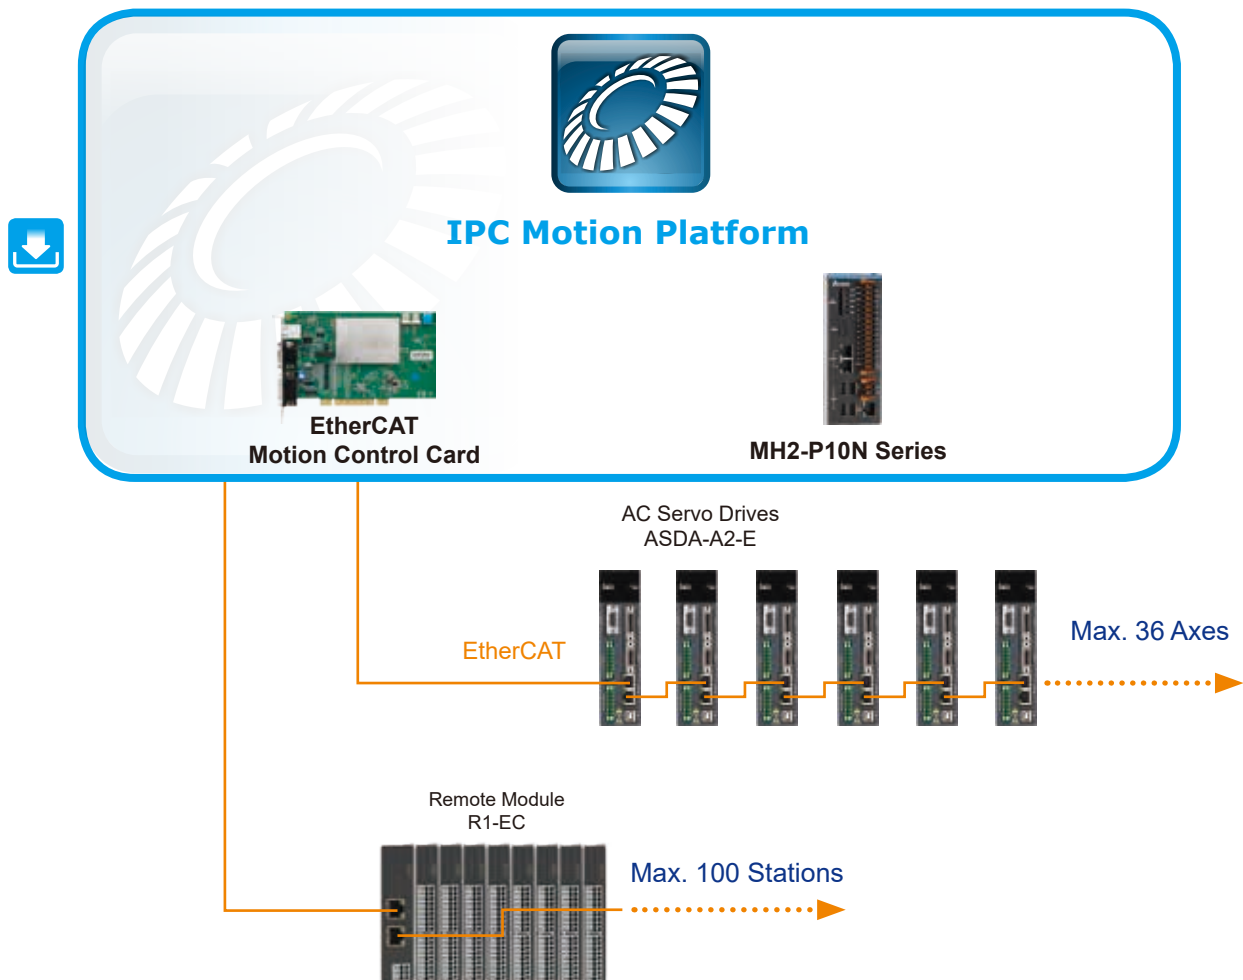 IPC Motion Platform
EtherCAT
Motion Control Card
MH2-P10N Series
AC Servo Drives
ASDA-A2-E
EtherCAT
Max. 36 Axes
Remote Module
R1-EC
Max. 100 Stations